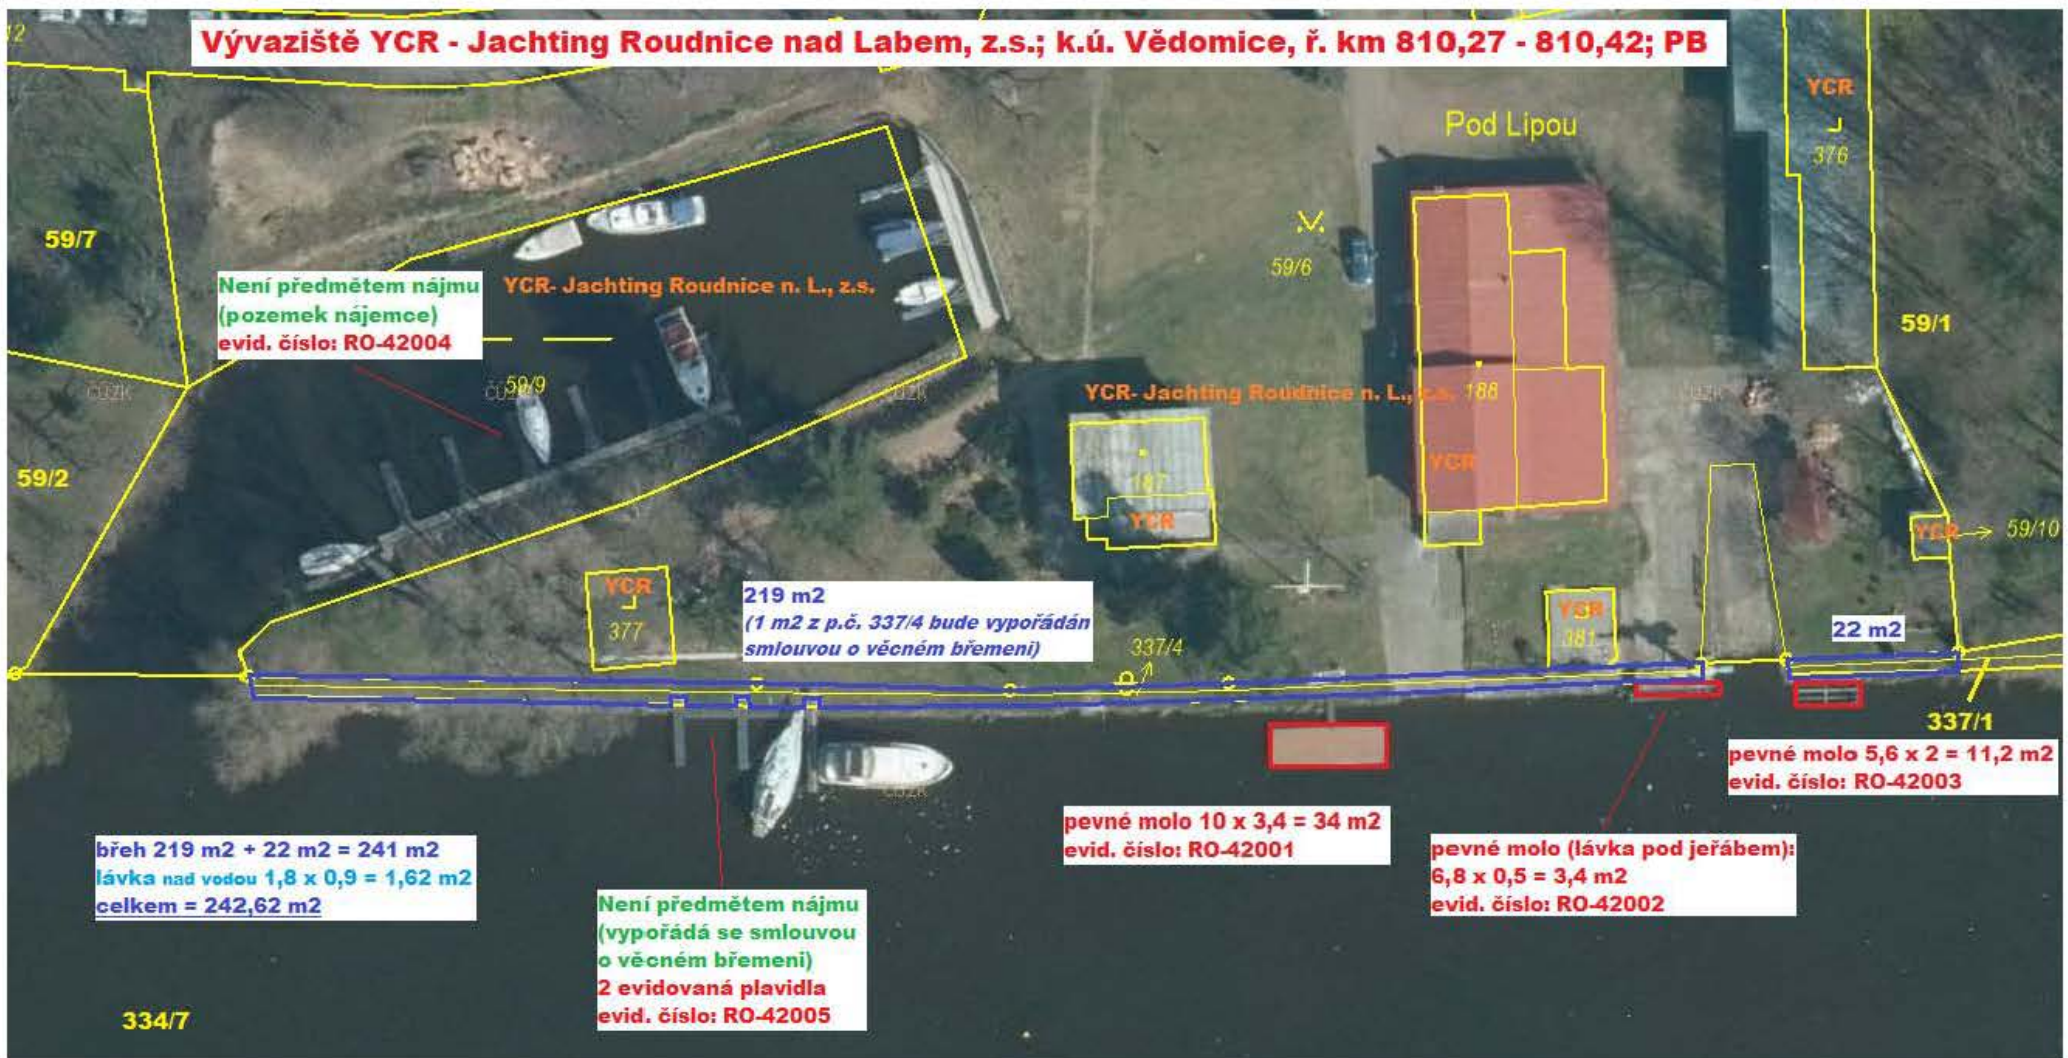 12
Vývaziště YCR - Jachting Roudnice nad Labem, z.s.; k.ú. Vědomice, ř. km 810,27 - 810,42; PB
YCR
376
Pod Lipou
59/7
59/6
Není předmětem nájmu
(pozemek nájemce)
evid. číslo: RO-42004
YCR- Jachting Roudnice n. L., z.s.
59/1
ČÚZK
ČÚZK
59/9
ČÚZK
YCR- Jachting Roudnice n. L., z.s.
188
ČÚZK
59/2
YCR
187
YCR
YCR
59/10
YCR
377
219 m2
(1 m2 z p.č. 337/4 bude vypořádán
smlouvou o věcném břemeni)
337/4
YCR
381
22 m2
337/1
pevné molo 5,6 x 2 = 11,2 m2
evid. číslo: RO-42003
ČÚZK
pevné molo 10 x 3,4 = 34 m2
evid. číslo: RO-42001
pevné molo (lávka pod jeřábem):
6,8 x 0,5 = 3,4 m2
evid. číslo: RO-42002
břeh 219 m2 + 22 m2 = 241 m2
lávka nad vodou 1,8 x 0,9 = 1,62 m2
celkem = 242,62 m2
Není předmětem nájmu
(vypořádá se smlouvou
o věcném břemeni)
2 evidovaná plavidla
evid. číslo: RO-42005
334/7